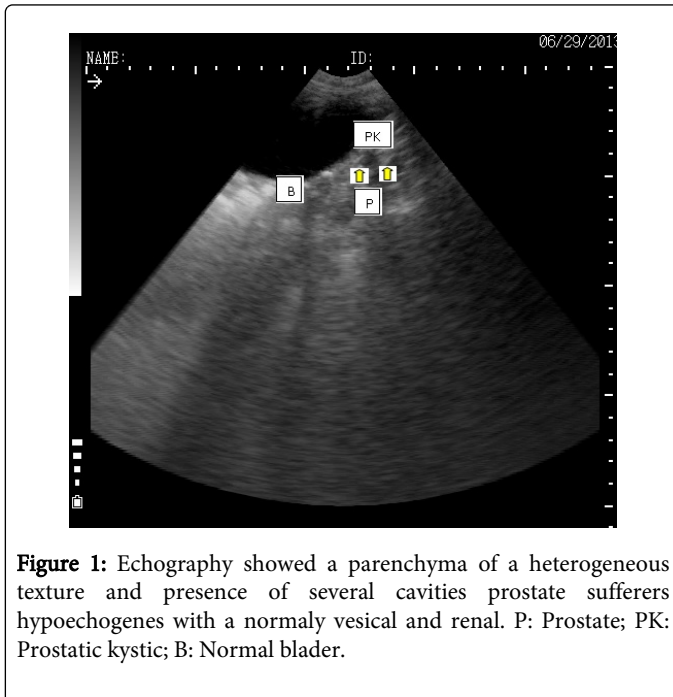 06/29/2013
NAME: ID:
PK
B
P
Figure 1: Echography showed a parenchyma of a heterogeneous
texture and presence of several cavities prostate sufferers
hypoechogenes with a normaly vesical and renal. P: Prostate; PK:
Prostatic kystic; B: Normal blader.